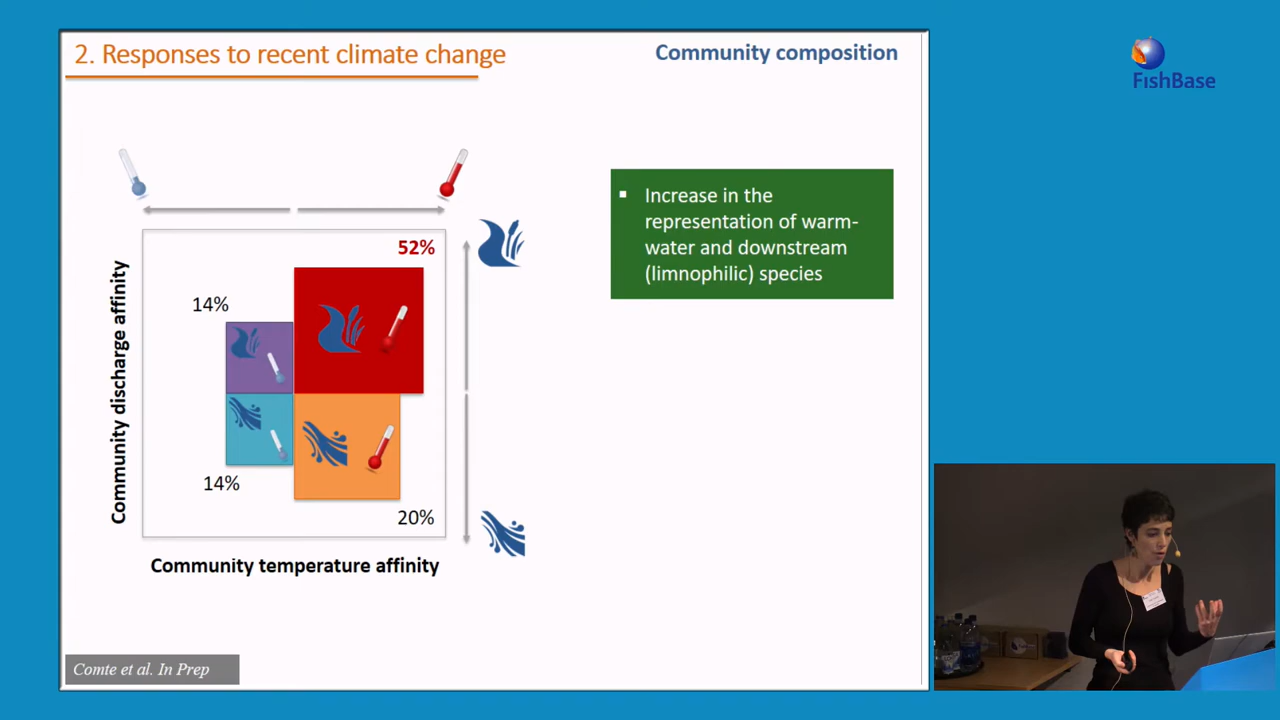 2. Responses to recent climate change
Community composition
FishBase
52%
14%
14%
20%
Community discharge affinity
Community temperature affinity
▪ Increase in the
representation of warm-
water and downstream
(limnophilic) species
Comte et al. In Prep